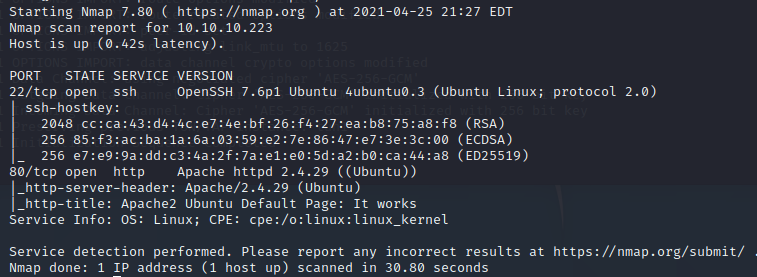 Starting Nmap 7.80 ( https://nmap.org ) at 2021-04-25 21:27 EDT
Nmap scan report for 10.10.10.223
Host is up (0.42s latency).
PORT   STATE SERVICE VERSION
22/tcp open  ssh     OpenSSH 7.6p1 Ubuntu 4ubuntu0.3 (Ubuntu Linux; protocol 2.0)
| ssh-hostkey:
|   2048 cc:ca:43:d4:4c:e7:4e:bf:26:f4:27:ea:b8:75:a8:f8 (RSA)
|   256 85:f3:ac:ba:1a:6a:03:59:e2:7e:86:47:e7:3e:3c:00 (ECDSA)
|_  256 e7:e9:9a:dd:c3:4a:2f:7a:e1:e0:5d:a2:b0:ca:44:a8 (ED25519)
80/tcp open  http    Apache httpd 2.4.29 ((Ubuntu))
|_http-server-header: Apache/2.4.29 (Ubuntu)
|_http-title: Apache2 Ubuntu Default Page: It works
Service Info: OS: Linux; CPE: cpe:/o:linux:linux_kernel
Service detection performed. Please report any incorrect results at https://nmap.org/submit/ .
Nmap done: 1 IP address (1 host up) scanned in 30.80 seconds